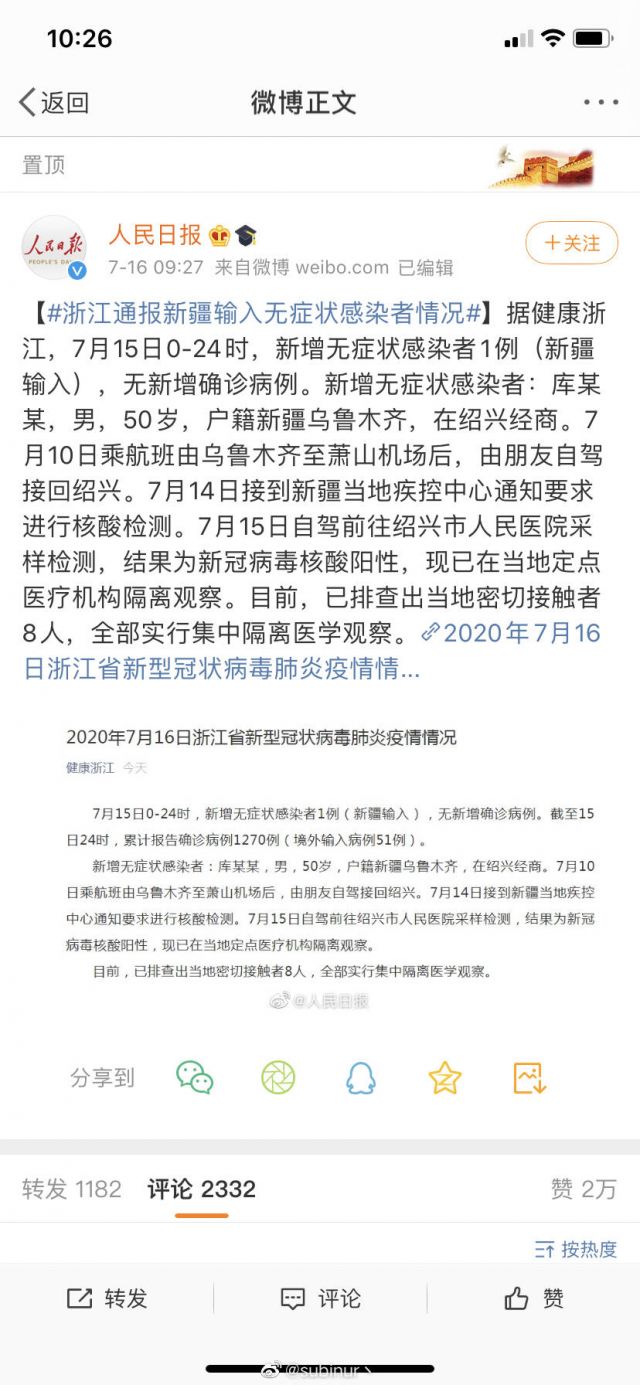 10:26
返回
微博正文
置顶
人民日报
PEOPLE'S DA
人民日报
7-16 09:27 来自微博 weibo.com 已编辑
+关注
【#浙江通报新疆输入无症状感染者情况#】据健康浙
江，7月15日0-24时，新增无症状感染者1例（新疆
输入），无新增确诊病例。新增无症状感染者：库某
某，男，50岁，户籍新疆乌鲁木齐，在绍兴经商。7
月10日乘航班由乌鲁木齐至萧山机场后，由朋友自驾
接回绍兴。7月14日接到新疆当地疾控中心通知要求
进行核酸检测。7月15日自驾前往绍兴市人民医院采
样检测，结果为新冠病毒核酸阳性，现已在当地定点
医疗机构隔离观察。目前，已排查出当地密切接触者
8人，全部实行集中隔离医学观察。2020年7月16
日浙江省新型冠状病毒肺炎疫情情...
2020年7月16日浙江省新型冠状病毒肺炎疫情情况
健康浙江 今天
7月15日0-24时，新增无症状感染者1例（新疆输入），无新增确诊病例。截至15
日24时，累计报告确诊病例1270例（境外输入病例51例）。
新增无症状感染者：库某某，男，50岁，户籍新疆乌鲁木齐，在绍兴经商。7月10
日乘航班由乌鲁木齐至萧山机场后，由朋友自驾接回绍兴。7月14日接到新疆当地疾控
中心通知要求进行核酸检测。7月15日自驾前往绍兴市人民医院采样检测，结果为新冠
病毒核酸阳性，现已在当地定点医疗机构隔离观察。
目前，已排查出当地密切接触者8人，全部实行集中隔离医学观察。
@人民日报
分享到
转发 1182
评论 2332
赞 2万
按热度
转发
评论
赞
@subinur